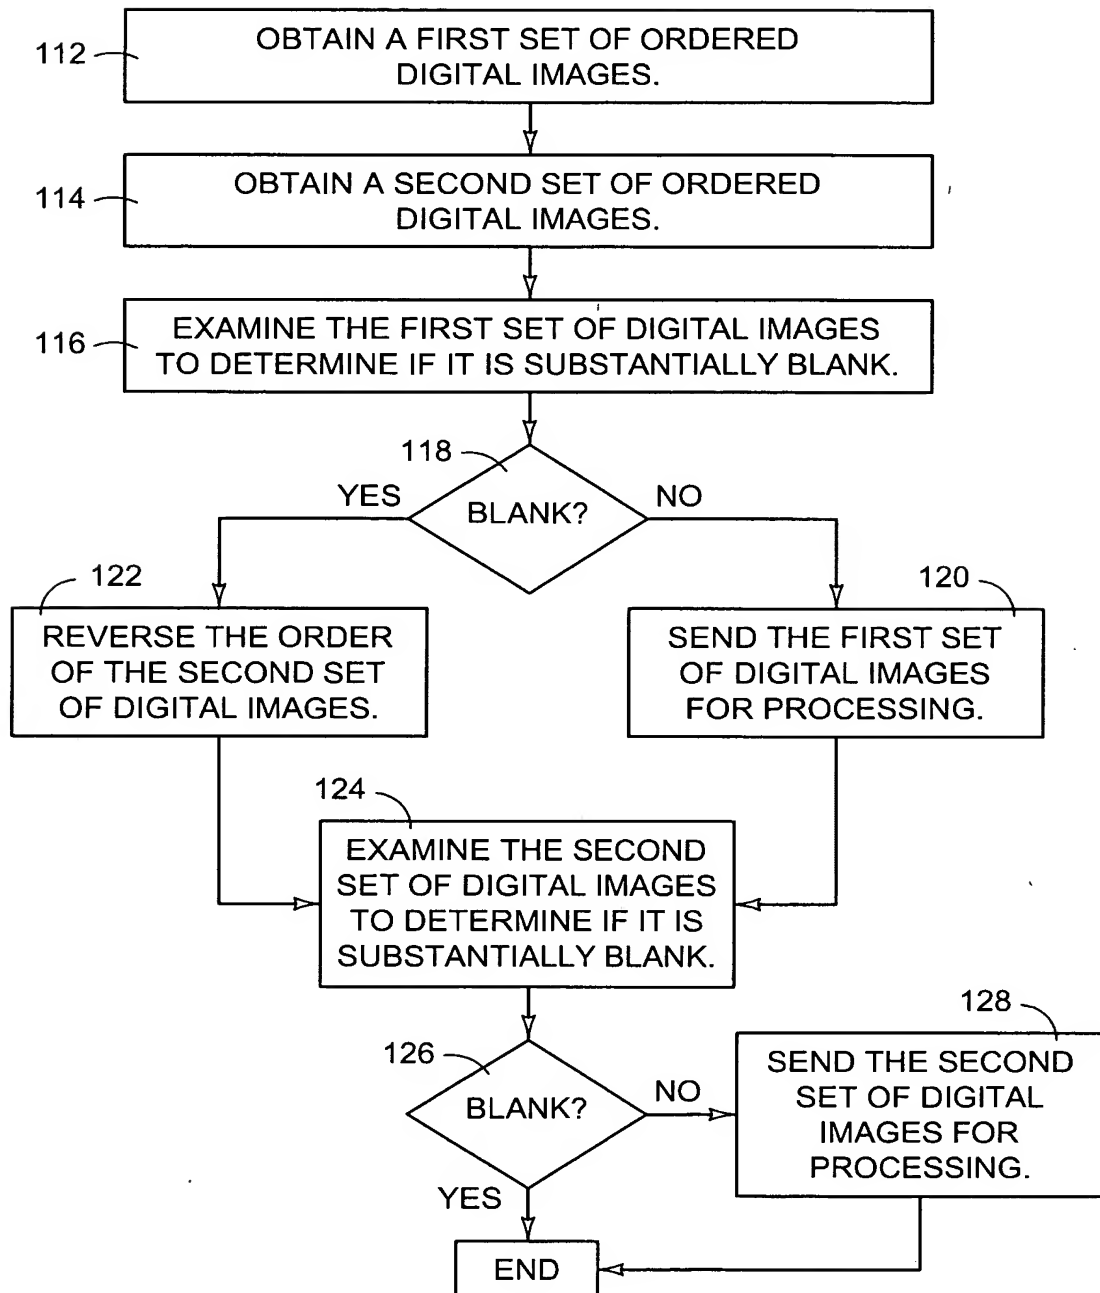 112
OBTAIN A FIRST SET OF ORDERED
DIGITAL IMAGES.
114
OBTAIN A SECOND SET OF ORDERED
DIGITAL IMAGES.
116
EXAMINE THE FIRST SET OF DIGITAL IMAGES
TO DETERMINE IF IT IS SUBSTANTIALLY BLANK.
118
YES
BLANK?
NO
122
REVERSE THE ORDER
OF THE SECOND SET
OF DIGITAL IMAGES.
120
SEND THE FIRST SET
OF DIGITAL IMAGES
FOR PROCESSING.
124
EXAMINE THE SECOND
SET OF DIGITAL IMAGES
TO DETERMINE IF IT IS
SUBSTANTIALLY BLANK.
126
BLANK?
NO
128
SEND THE SECOND
SET OF DIGITAL
IMAGES FOR
PROCESSING.
YES
END